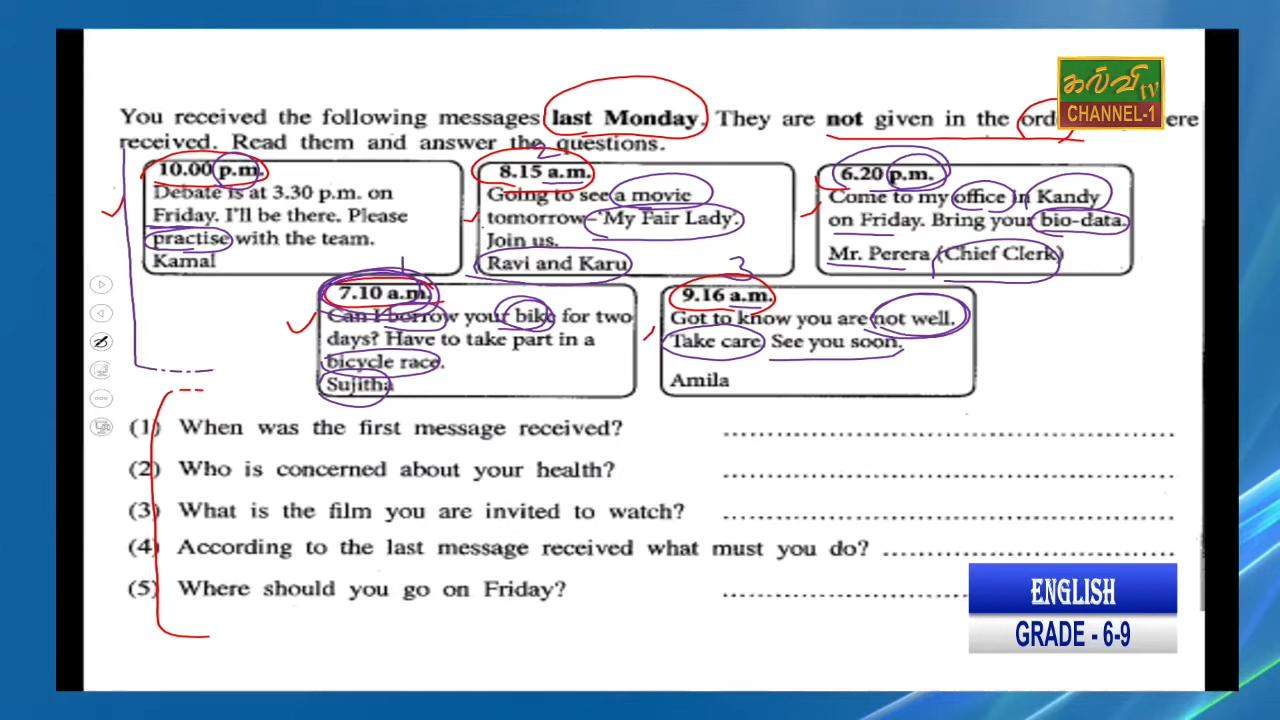 கல்வி TV
CHANNEL-1
You received the following messages last Monday. They are not given in the
received. Read them and answer the questions.
10.00 p.m.
Debate is at 3.30 p.m. on
Friday. I'll be there. Please
practise with the team.
Kamal
2
8.15 a.m.
Going to see a movie
tomorrow- 'My Fair Lady'.
Join us.
Ravi and Karu
6.20 p.m.
Come to my office in Kandy
on Friday. Bring your bio-data.
Mr. Perera (Chief Clerk)
1
7.10 a.m.
Can I borrow your bike for two
days? Have to take part in a
bicycle race.
Sujitha
3
9.16 a.m.
Got to know you are not well.
Take care. See you soon.
Amila
(1) When was the first message received? ........................................
(2) Who is concerned about your health? ........................................
(3) What is the film you are invited to watch? ........................................
(4) According to the last message received what must you do? ..........................
(5) Where should you go on Friday? ......................
ENGLISH
GRADE - 6-9